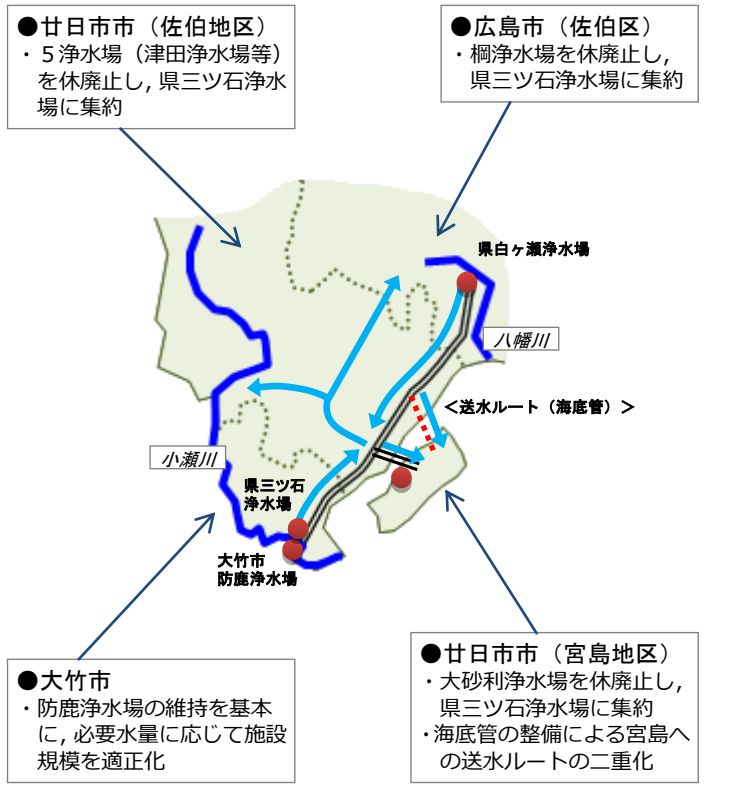 ●廿日市市（佐伯地区）
・５浄水場（津田浄水場等）
を休廃止し，県三ツ石浄水
場に集約
●広島市（佐伯区）
・椢浄水場を休廃止し，
県三ツ石浄水場に集約
県白ヶ瀬浄水場
八幡川
＜送水ルート（海底管）＞
小瀬川
県三ツ石
浄水場
大竹市
防鹿浄水場
●大竹市
・防鹿浄水場の維持を基本
に，必要水量に応じて施設
規模を適正化
●廿日市市（宮島地区）
・大砂利浄水場を休廃止し，
県三ツ石浄水場に集約
・海底管の整備による宮島へ
の送水ルートの二重化